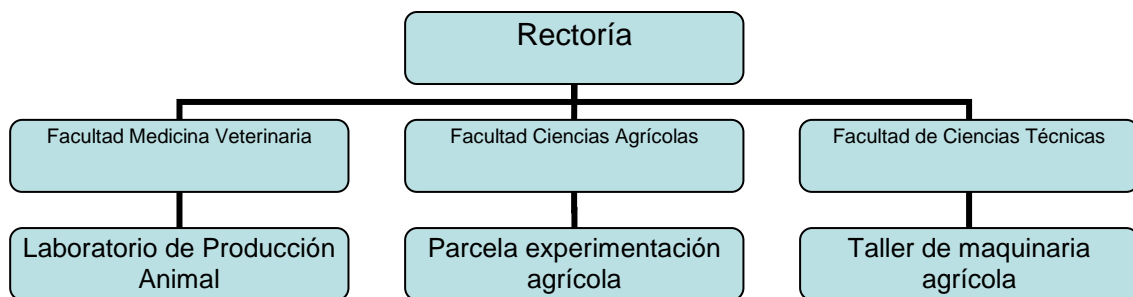 Rectoría
Facultad Medicina Veterinaria
Facultad Ciencias Agrícolas
Facultad de Ciencias Técnicas
Laboratorio de Producción
Animal
Parcela experimentación
agrícola
Taller de maquinaria
agrícola